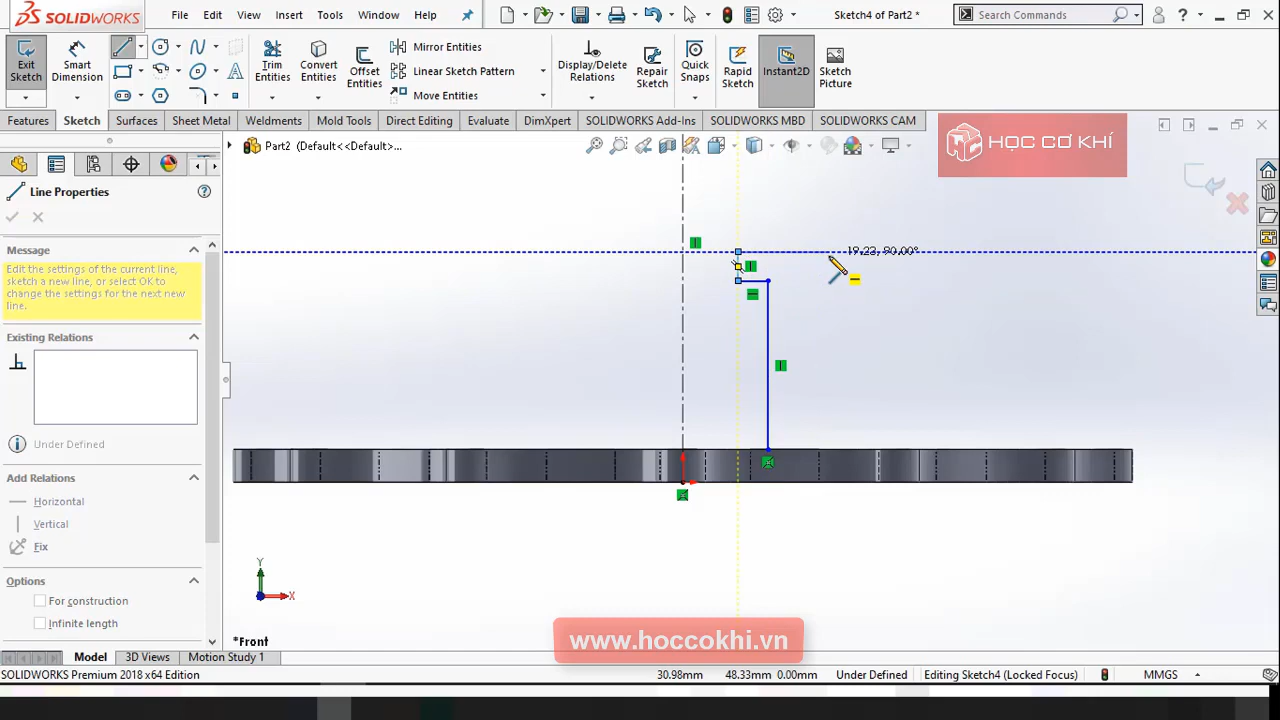 SOLIDWORKS
File Edit View Insert Tools Window Help
Sketch4 of Part2 *
Search Commands
?
Exit Sketch
Smart Dimension
Trim Entities
Convert Entities
Offset Entities
Mirror Entities
Linear Sketch Pattern
Move Entities
Display/Delete Relations
Repair Sketch
Quick Snaps
Rapid Sketch
Instant2D
Sketch Picture
Features Sketch Surfaces Sheet Metal Weldments Mold Tools Direct Editing Evaluate DimXpert SOLIDWORKS Add-Ins SOLIDWORKS MBD SOLIDWORKS CAM
HỌC CƠ KHÍ
Part2 (Default<<Default>...
Line Properties
Message
Edit the settings of the current line, sketch a new line, or select OK to change the settings for the next new line.
19.23, 90.00°
Existing Relations
Under Defined
Add Relations
Horizontal
Vertical
Fix
Options
For construction
Infinite length
Y
X
*Front
www.hoccokhi.vn
Model 3D Views Motion Study 1
SOLIDWORKS Premium 2018 x64 Edition
30.98mm 48.33mm 0.00mm Under Defined Editing Sketch4 (Locked Focus) MMGS